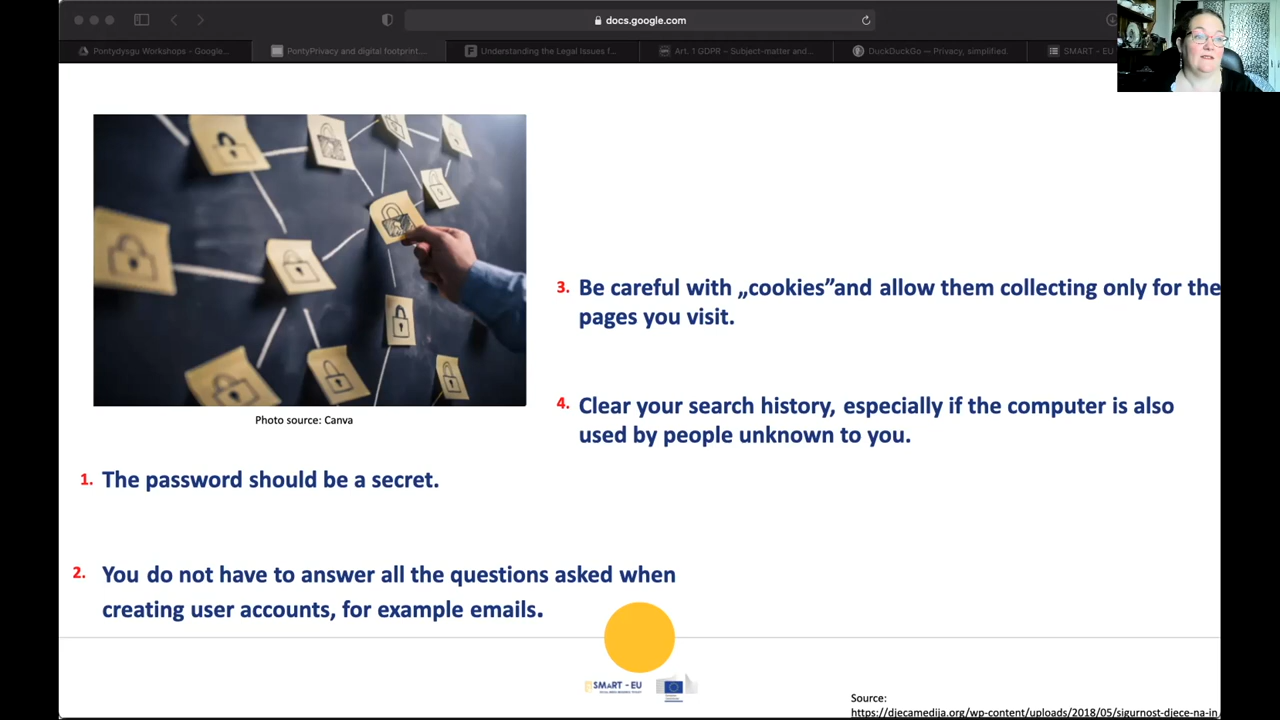 docs.google.com
Pontydysgu Workshops - Google...
PontyPrivacy and digital footprint...
Understanding the Legal Issues f...
Art. 1 GDPR – Subject-matter and...
DuckDuckGo — Privacy, simplified.
SMART - EU
Photo source: Canva
1. The password should be a secret.
2. You do not have to answer all the questions asked when
creating user accounts, for example emails.
3. Be careful with „cookies”and allow them collecting only for the
pages you visit.
4. Clear your search history, especially if the computer is also
used by people unknown to you.
SMART - EU
Source:
https://djecamedija.org/wp-content/uploads/2018/05/sigurnost-djece-na-in